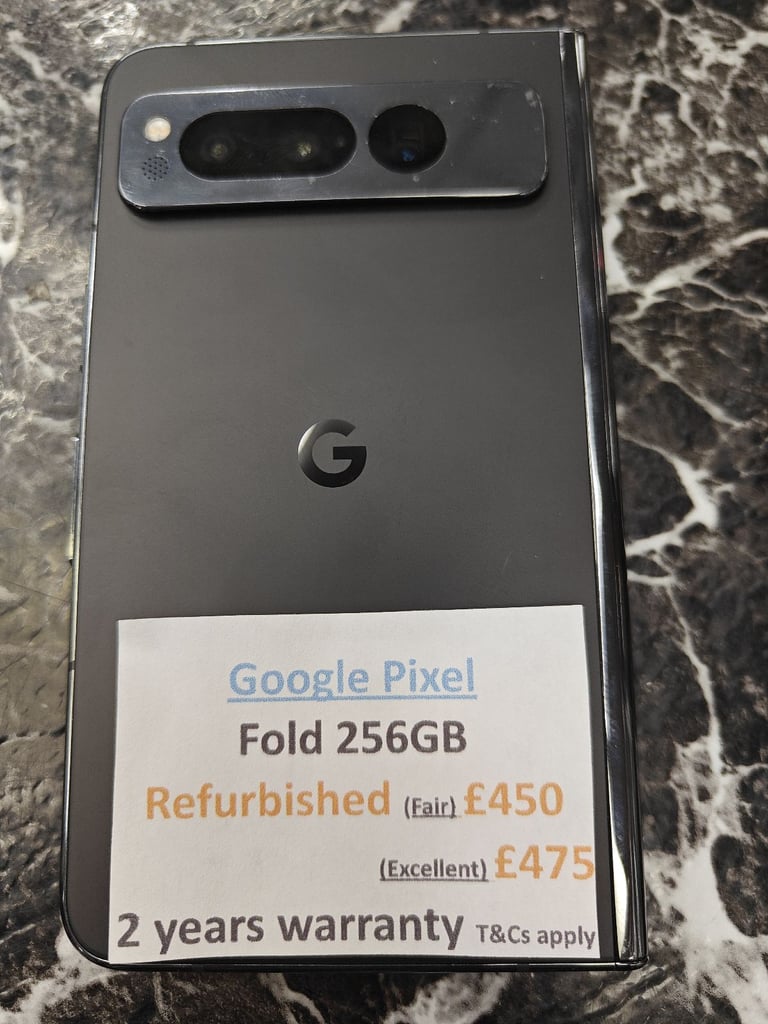 G
Google Pixel
Fold 256GB
Refurbished (Fair) £450
(Excellent) £475
2 years warranty T&Cs apply